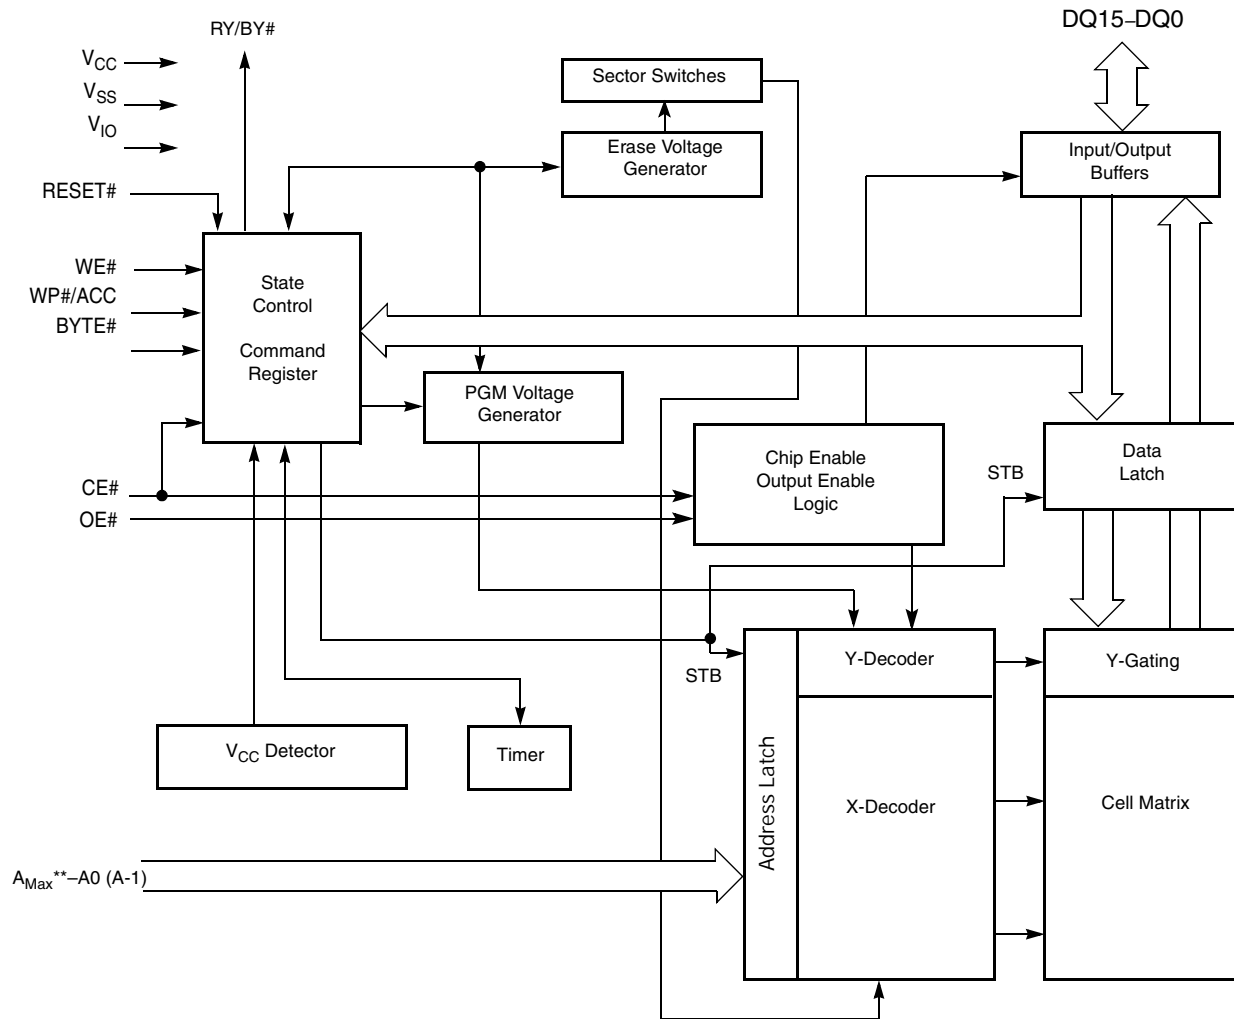 RY/BY#
DQ15–DQ0
VCC
VSS
VIO
Sector Switches
Erase Voltage
Generator
Input/Output
Buffers
RESET#
WE#
WP#/ACC
BYTE#
State
Control
Command
Register
PGM Voltage
Generator
CE#
OE#
Chip Enable
Output Enable
Logic
STB
Data
Latch
STB
Y-Decoder
Y-Gating
VCC Detector
Timer
Address Latch
X-Decoder
Cell Matrix
AMax**–A0 (A-1)